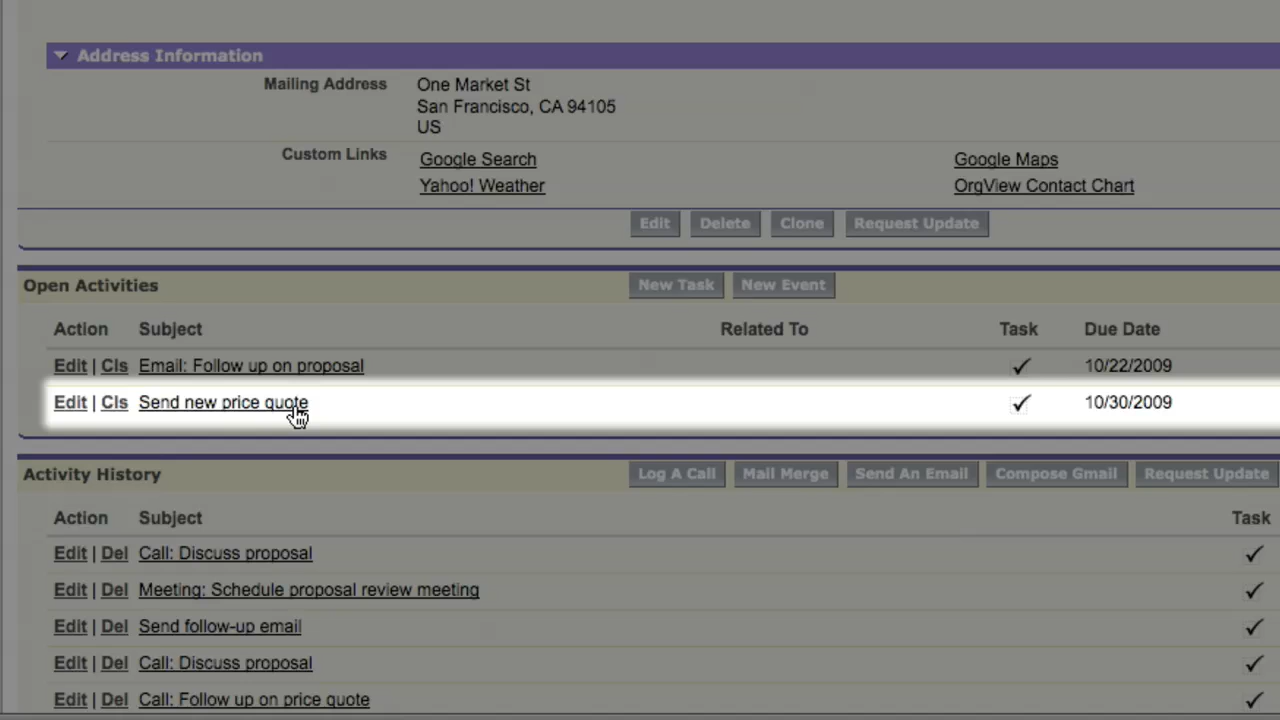 Address Information
Mailing Address One Market St
San Francisco, CA 94105
US
Custom Links Google Search Google Maps
Yahoo! Weather OrgView Contact Chart
Edit Delete Clone Request Update
Open Activities New Task New Event
Action Subject Related To Task Due Date
Edit | Cls Email: Follow up on proposal 10/22/2009
Edit | Cls Send new price quote 10/30/2009
Activity History Log A Call Mail Merge Send An Email Compose Gmail Request Update
Action Subject Task
Edit | Del Call: Discuss proposal
Edit | Del Meeting: Schedule proposal review meeting
Edit | Del Send follow-up email
Edit | Del Call: Discuss proposal
Edit | Del Call: Follow up on price quote